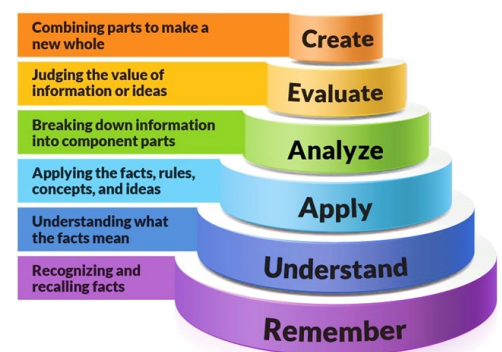 Combining parts to make a
new whole
Create
Judging the value of
information or ideas
Evaluate
Breaking down information
into component parts
Analyze
Applying the facts, rules,
concepts, and ideas
Apply
Understanding what
the facts mean
Understand
Recognizing and
recalling facts
Remember